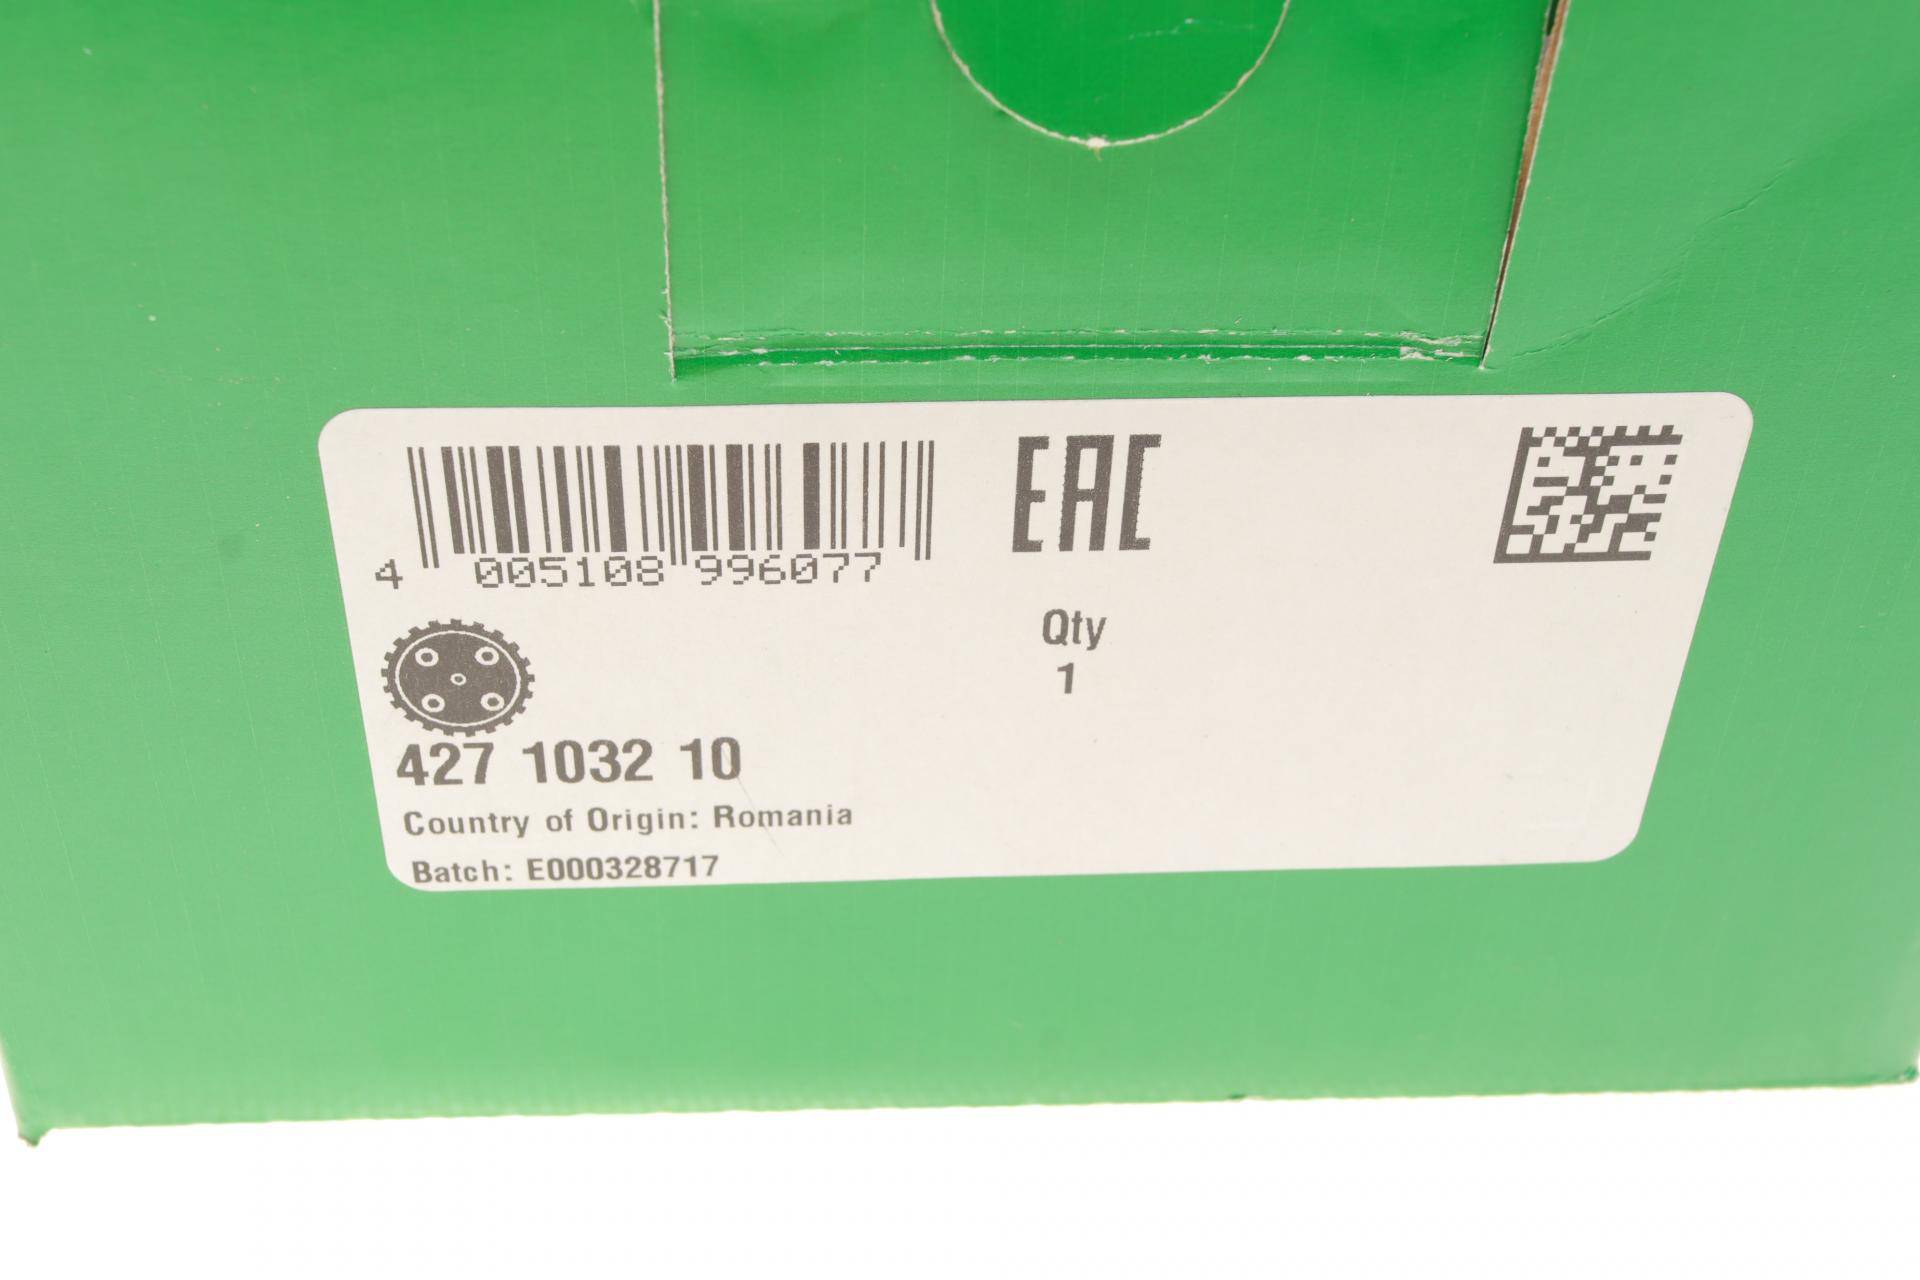 4 005108 996077
EAC
Qty
1
427 1032 10
Country of Origin: Romania
Batch: E000328717